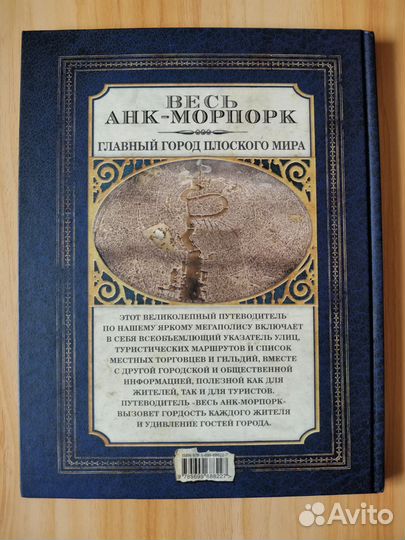 ВЕСЬ
АНК-МОРПОРК
ГЛАВНЫЙ ГОРОД ПЛОСКОГО МИРА
ЭТОТ ВЕЛИКОЛЕПНЫЙ ПУТЕВОДИТЕЛЬ
ПО НАШЕМУ ЯРКОМУ МЕГАПОЛИСУ ВКЛЮЧАЕТ
В СЕБЯ ВСЕОБЪЕМЛЮЩИЙ УКАЗАТЕЛЬ УЛИЦ,
ТУРИСТИЧЕСКИХ МАРШРУТОВ И СПИСОК
МЕСТНЫХ ТОРГОВЦЕВ И ГИЛЬДИЙ, ВМЕСТЕ
С ДРУГОЙ ГОРОДСКОЙ И ОБЩЕСТВЕННОЙ
ИНФОРМАЦИЕЙ, ПОЛЕЗНОЙ КАК ДЛЯ
ЖИТЕЛЕЙ, ТАК И ДЛЯ ТУРИСТОВ.
ПУТЕВОДИТЕЛЬ «ВЕСЬ АНК-МОРПОРК»
ВЫЗОВЕТ ГОРДОСТЬ КАЖДОГО ЖИТЕЛЯ
И УДИВЛЕНИЕ ГОСТЕЙ ГОРОДА.
Avito